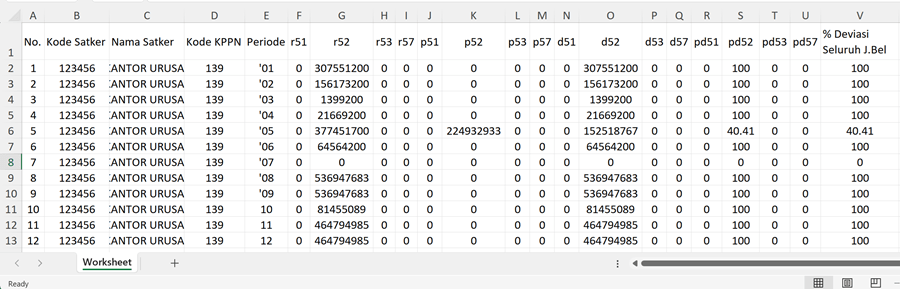 A B C D E F G H I J K L M N O P Q R S T U V
1 No. Kode Satker Nama Satker Kode KPPN Periode r51 r52 r53 r57 p51 p52 p53 p57 d51 d52 d53 d57 pd51 pd52 pd53 pd57 % Deviasi Seluruh J.Bel
2 1 123456 KANTOR URUSA 139 '01 0 307551200 0 0 0 0 0 0 0 307551200 0 0 0 100 0 0 100
3 2 123456 KANTOR URUSA 139 '02 0 156173200 0 0 0 0 0 0 0 156173200 0 0 0 100 0 0 100
4 3 123456 KANTOR URUSA 139 '03 0 1399200 0 0 0 0 0 0 0 1399200 0 0 0 100 0 0 100
5 4 123456 KANTOR URUSA 139 '04 0 21669200 0 0 0 0 0 0 0 21669200 0 0 0 100 0 0 100
6 5 123456 KANTOR URUSA 139 '05 0 377451700 0 0 0 224932933 0 0 0 152518767 0 0 0 40.41 0 0 40.41
7 6 123456 KANTOR URUSA 139 '06 0 64564200 0 0 0 0 0 0 0 64564200 0 0 0 100 0 0 100
8 7 123456 KANTOR URUSA 139 '07 0 0 0 0 0 0 0 0 0 0 0 0 0 0 0 0 0
9 8 123456 KANTOR URUSA 139 '08 0 536947683 0 0 0 0 0 0 0 536947683 0 0 0 100 0 0 100
10 9 123456 KANTOR URUSA 139 '09 0 536947683 0 0 0 0 0 0 0 536947683 0 0 0 100 0 0 100
11 10 123456 KANTOR URUSA 139 10 0 81455089 0 0 0 0 0 0 0 81455089 0 0 0 100 0 0 100
12 11 123456 KANTOR URUSA 139 11 0 464794985 0 0 0 0 0 0 0 464794985 0 0 0 100 0 0 100
13 12 123456 KANTOR URUSA 139 12 0 464794985 0 0 0 0 0 0 0 464794985 0 0 0 100 0 0 100
Worksheet
Ready